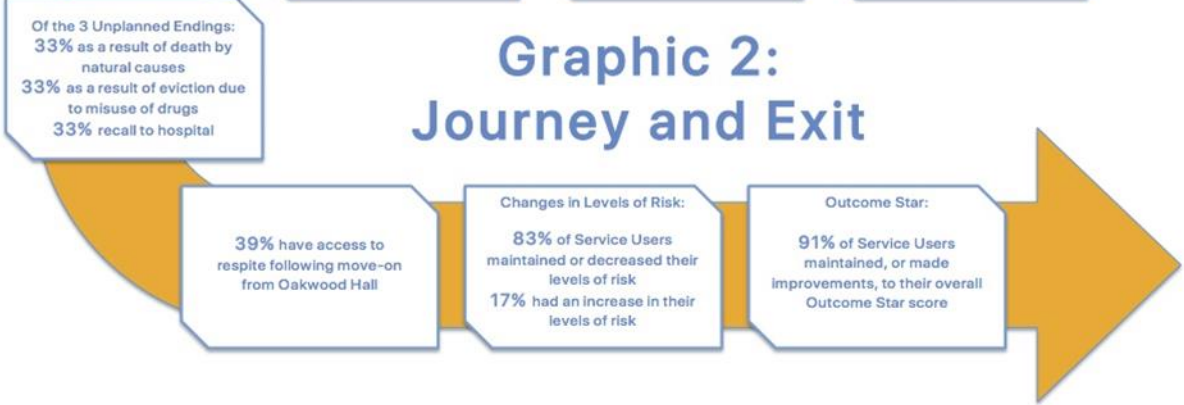 Of the 3 Unplanned Endings:
33% as a result of death by
natural causes
33% as a result of eviction due
to misuse of drugs
33% recall to hospital
Graphic 2:
Journey and Exit
39% have access to
respite following move-on
from Oakwood Hall
Changes in Levels of Risk:
83% of Service Users
maintained or decreased their
levels of risk
17% had an increase in their
levels of risk
Outcome Star:
91% of Service Users
maintained, or made
improvements, to their overall
Outcome Star score